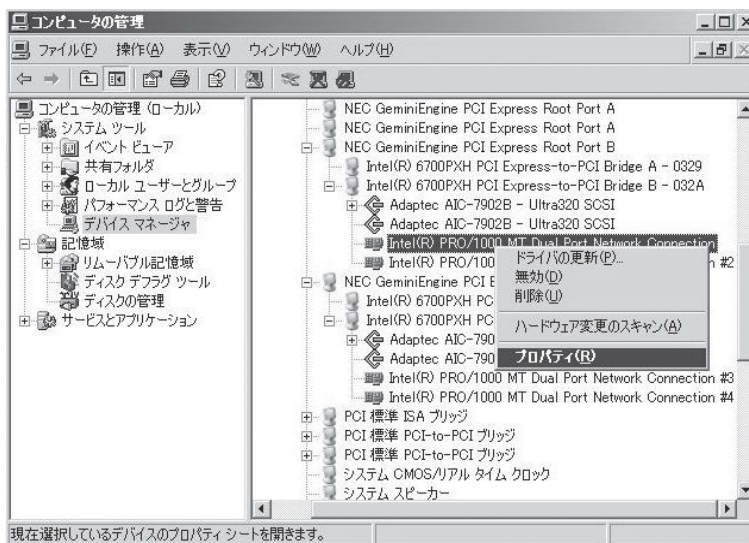 コンピュータの管理
ファイル(F) 操作(A) 表示(V) ウィンドウ(W) ヘルプ(H)
コンピュータの管理 (ローカル)
システム ツール
イベント ビューア
共有フォルダ
ローカル ユーザーとグループ
パフォーマンス ログと警告
デバイス マネージャ
記憶域
リムーバブル記憶域
ディスク デフラグ ツール
ディスクの管理
サービスとアプリケーション
NEC GeminiEngine PCI Express Root Port A
NEC GeminiEngine PCI Express Root Port A
NEC GeminiEngine PCI Express Root Port B
Intel(R) 6700PXH PCI Express-to-PCI Bridge A - 0329
Intel(R) 6700PXH PCI Express-to-PCI Bridge B - 032A
Adaptec AIC-7902B - Ultra320 SCSI
Adaptec AIC-7902B - Ultra320 SCSI
Intel(R) PRO/1000 MT Dual Port Network Connection
Intel(R) PRO/100 n #2
NEC GeminiEngine PCI E
Intel(R) 6700PXH PC
Intel(R) 6700PXH PC
Adaptec AIC-790
Adaptec AIC-790
Intel(R) PRO/1000 MT Dual Port Network Connection #3
Intel(R) PRO/1000 MT Dual Port Network Connection #4
PCI 標準 ISA ブリッジ
PCI 標準 PCI-to-PCI ブリッジ
PCI 標準 PCI-to-PCI ブリッジ
システム CMOS/リアル タイム クロック
システム スピーカー
ドライバの更新(P)...
無効(D)
削除(U)
ハードウェア変更のスキャン(A)
プロパティ(R)
現在選択しているデバイスのプロパティ シートを開きます。